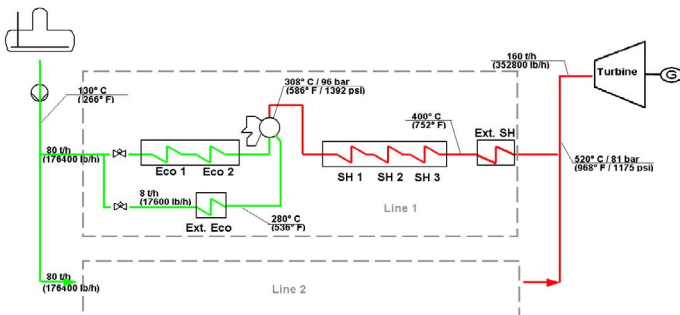 160 t/h
(352800 lb/h)
Turbine
G
308° C / 96 bar
(586° F / 1392 psi)
130° C
(266° F)
400° C
(752° F)
Ext. SH
80 t/h
(176400 lb/h)
Eco 1 Eco 2
SH 1 SH 2 SH 3
520° C / 81 bar
(968° F / 1175 psi)
8 t/h
(17600 lb/h)
Ext. Eco
280° C
(536° F)
Line 1
80 t/h
(176400 lb/h)
Line 2